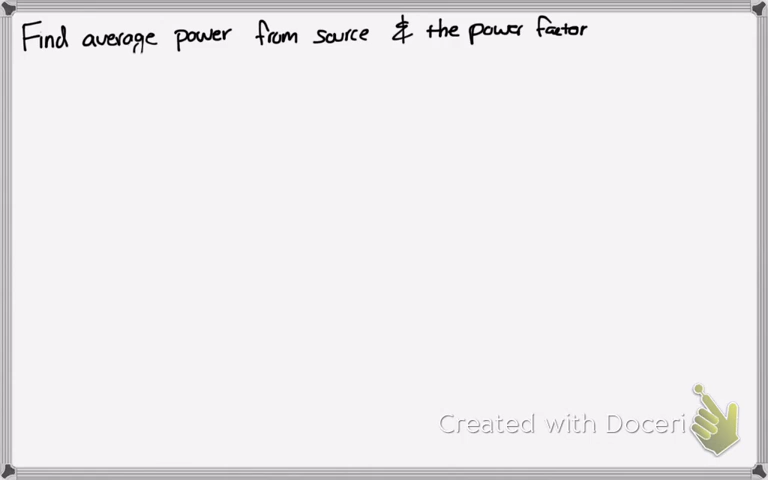 Find average power from source & the power factor
Created with Doceri